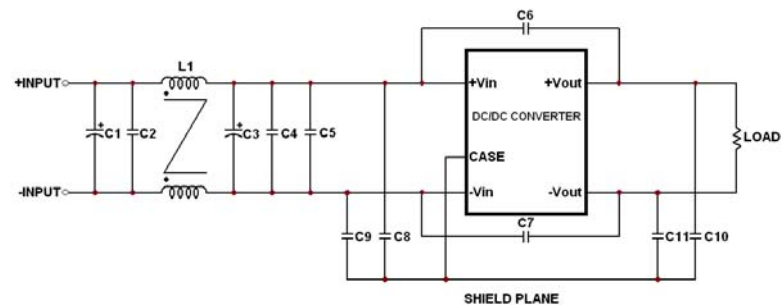 C6
L1
+INPUT
+Vin
+Vout
DC/DC CONVERTER
C1
C2
C3
C4
C5
LOAD
CASE
-INPUT
-Vin
-Vout
C7
C9
C8
C11
C10
SHIELD PLANE
+
+